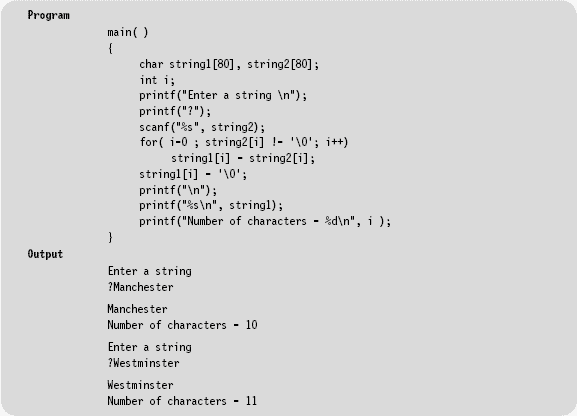 Program
main( )
{
char string1[80], string2[80];
int i;
printf("Enter a string \n");
printf("?");
scanf("%s", string2);
for( i=0 ; string2[i] != '\0'; i++)
string1[i] = string2[i];
string1[i] = '\0';
printf("\n");
printf("%s\n", string1);
printf("Number of characters = %d\n", i );
}
Output
Enter a string
?Manchester
Manchester
Number of characters = 10
Enter a string
?Westminster
Westminster
Number of characters = 11